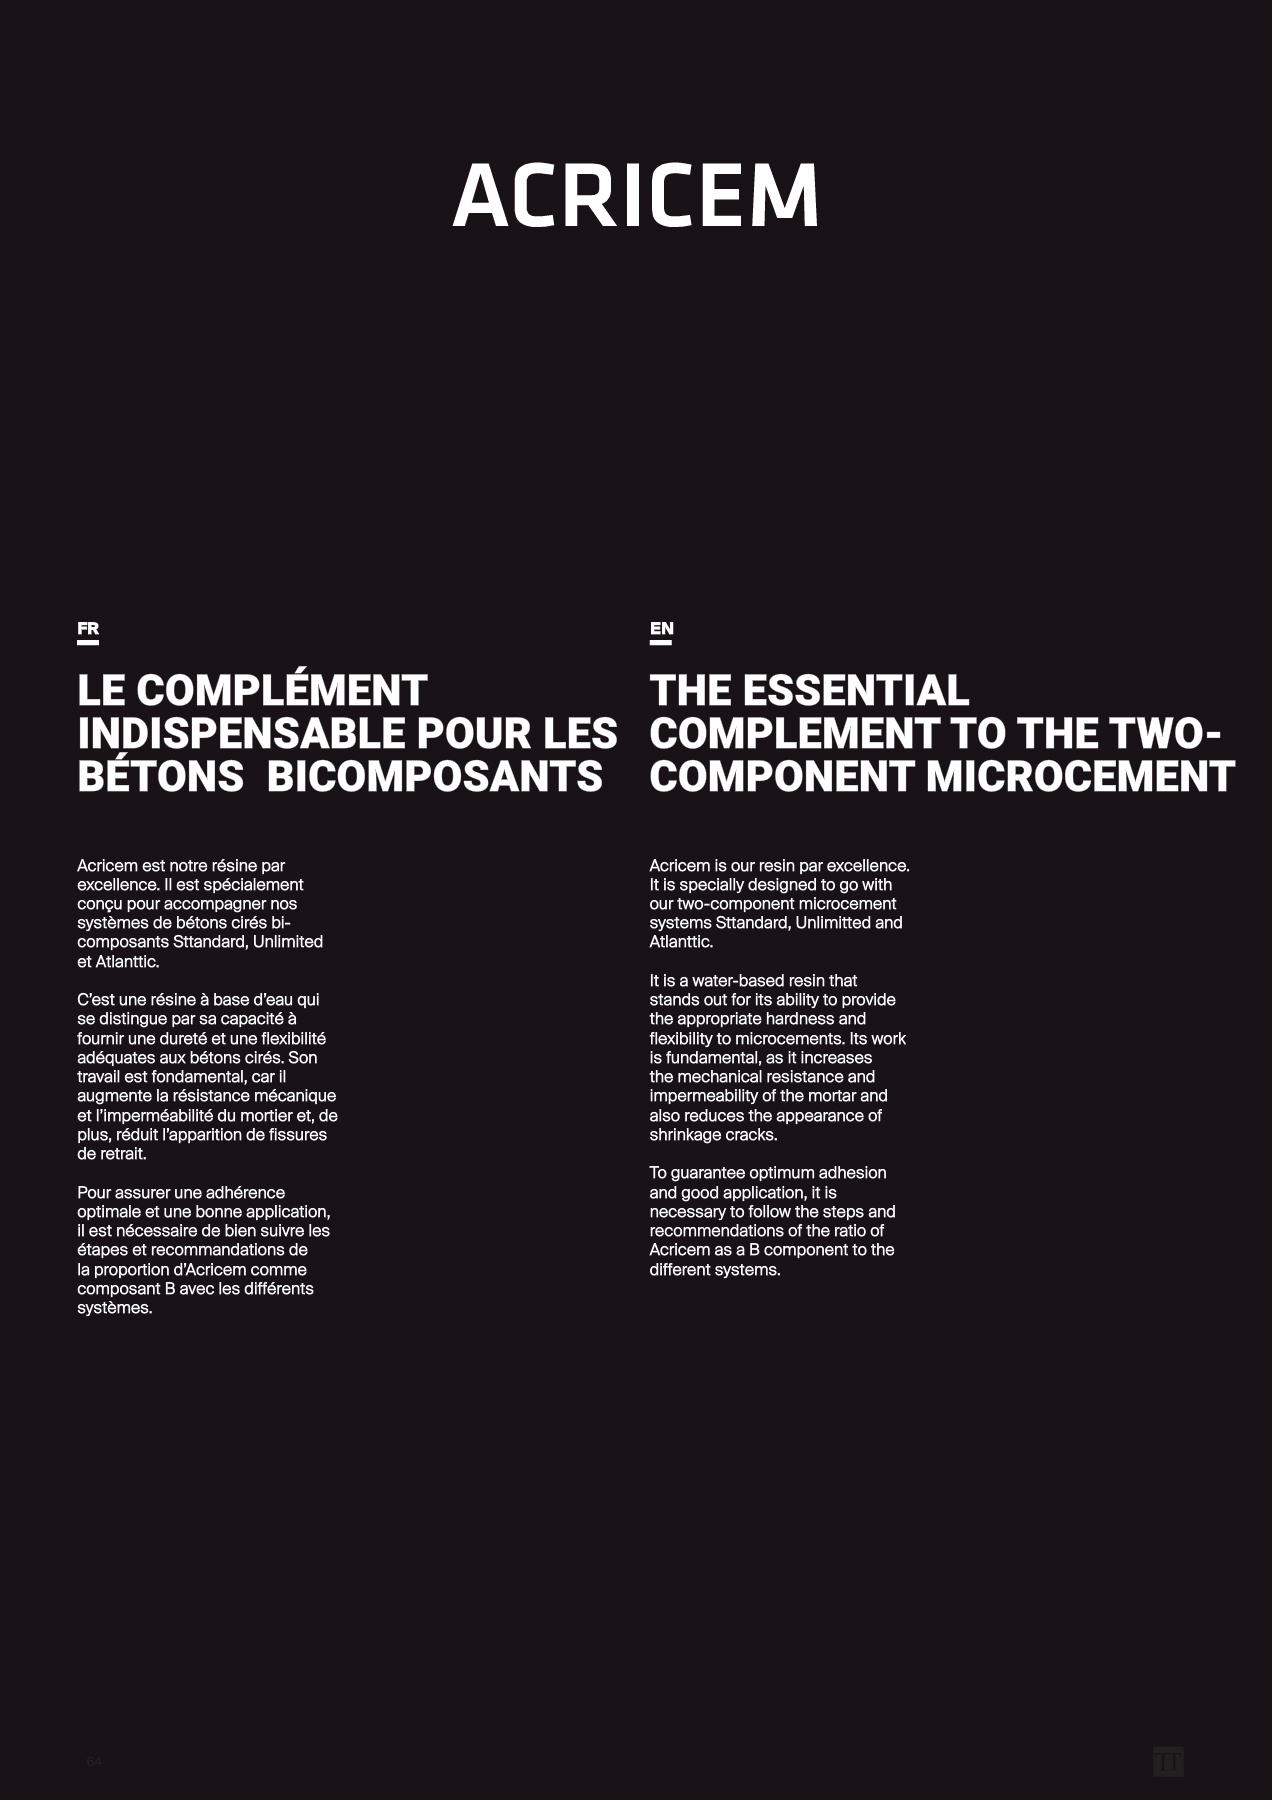 ACRICEM
FR
LE COMPLÉMENT
INDISPENSABLE POUR LES
BÉTONS  BICOMPOSANTS
Acricem est notre résine par
excellence. Il est spécialement
conçu pour accompagner nos
systèmes de bétons cirés bi-
composants Sttandard, Unlimited
et Atlanttic.
C’est une résine à base d’eau qui
se distingue par sa capacité à
fournir une dureté et une flexibilité
adéquates aux bétons cirés. Son
travail est fondamental, car il
augmente la résistance mécanique
et l’imperméabilité du mortier et, de
plus, réduit l’apparition de fissures
de retrait.
Pour assurer une adhérence
optimale et une bonne application,
il est nécessaire de bien suivre les
étapes et recommandations de
la proportion d’Acricem comme
composant B avec les différents
systèmes.
EN
THE ESSENTIAL
COMPLEMENT TO THE TWO-
COMPONENT MICROCEMENT
Acricem is our resin par excellence.
It is specially designed to go with
our two-component microcement
systems Sttandard, Unlimitted and
Atlanttic.
It is a water-based resin that
stands out for its ability to provide
the appropriate hardness and
flexibility to microcements. Its work
is fundamental, as it increases
the mechanical resistance and
impermeability of the mortar and
also reduces the appearance of
shrinkage cracks.
To guarantee optimum adhesion
and good application, it is
necessary to follow the steps and
recommendations of the ratio of
Acricem as a B component to the
different systems.
64
TT